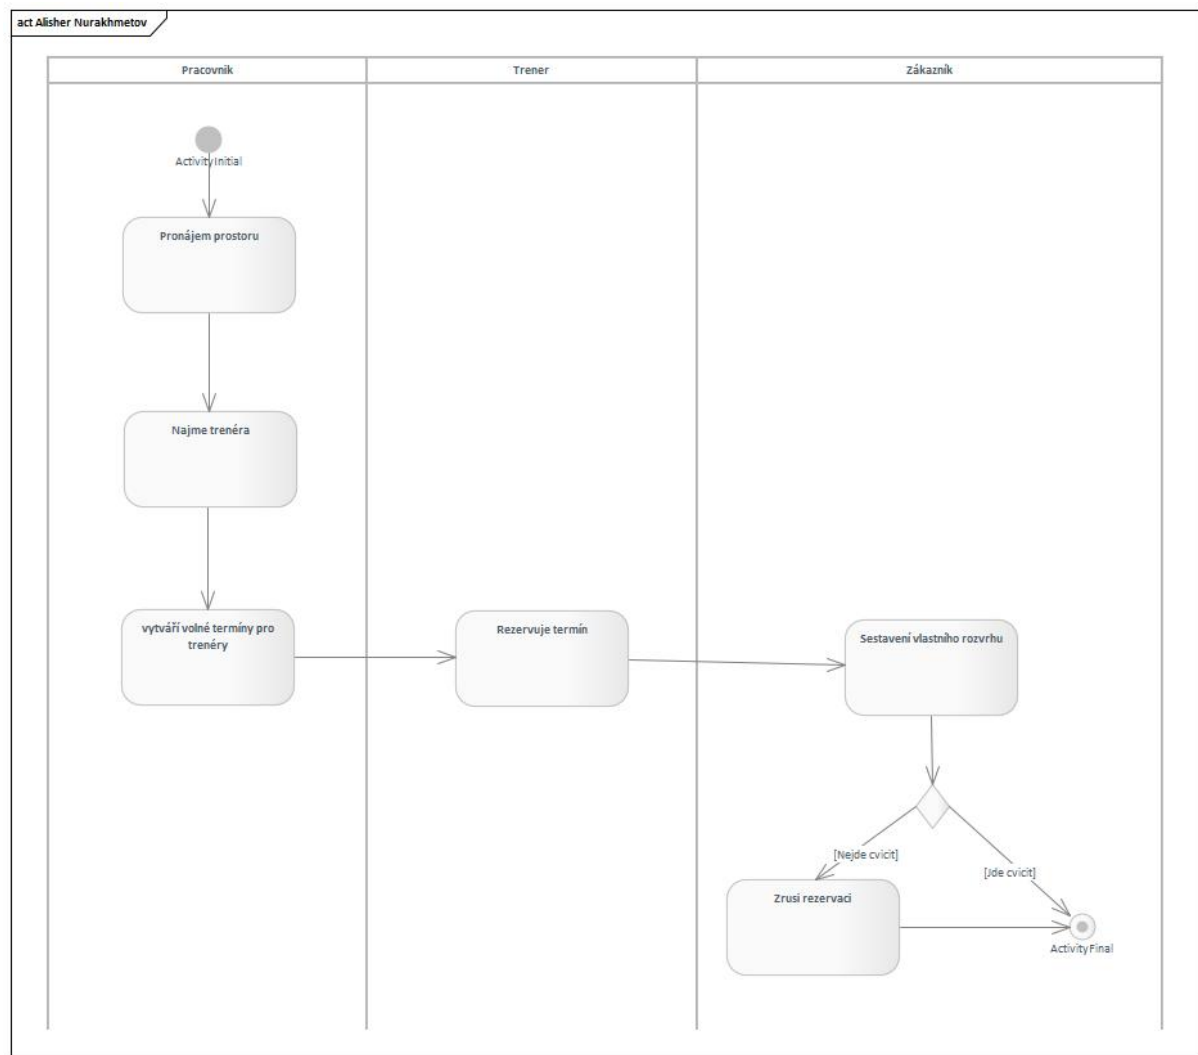 act Alisher Nurakhmetov
Pracovník
Trener
Zákazník
ActivityInitial
Pronájem prostoru
Najme trenéra
vytváří volné termíny pro
trenéry
Rezervuje termín
Sestavení vlastního rozvrhu
[Nejde cvicit]
[Jde cvicit]
Zrusi rezervaci
ActivityFinal